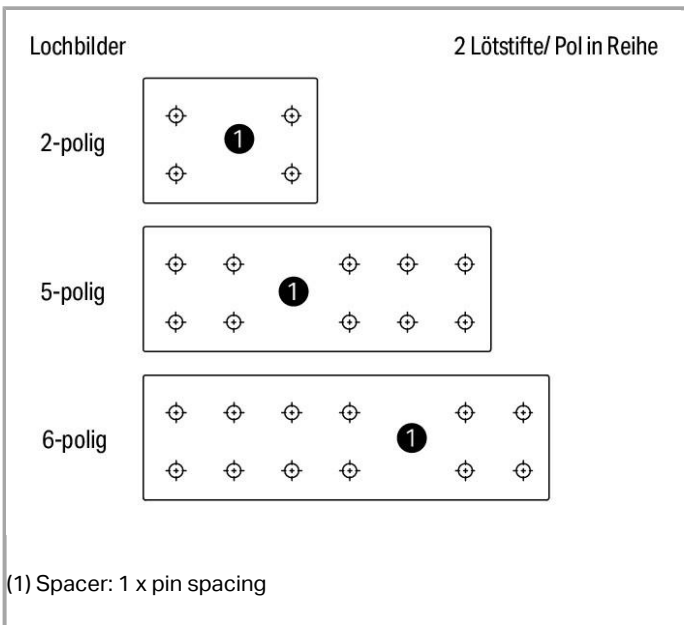 Lochbilder
2 Lötstifte/ Pol in Reihe
2-polig
1
5-polig
1
6-polig
1
(1) Spacer: 1 x pin spacing